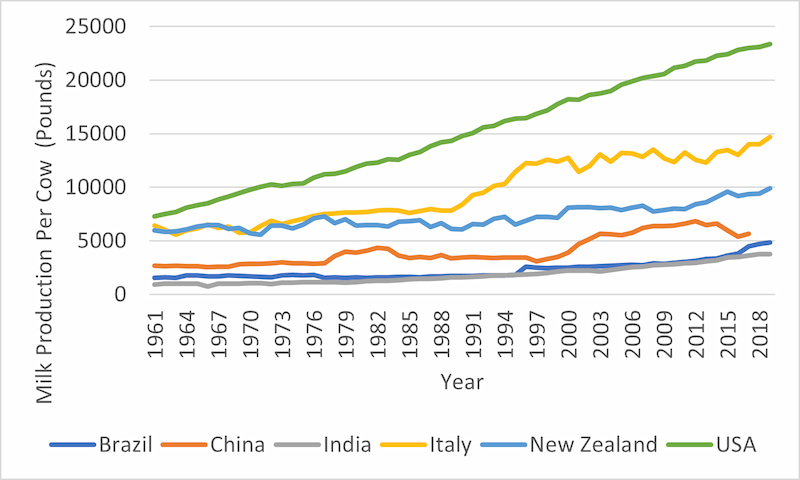 25000
20000
15000
10000
5000
0
Milk Production Per Cow (Pounds)
1961 1964 1967 1970 1973 1976 1979 1982 1985 1988 1991 1994 1997 2000 2003 2006 2009 2012 2015 2018
Year
Brazil China India Italy New Zealand USA